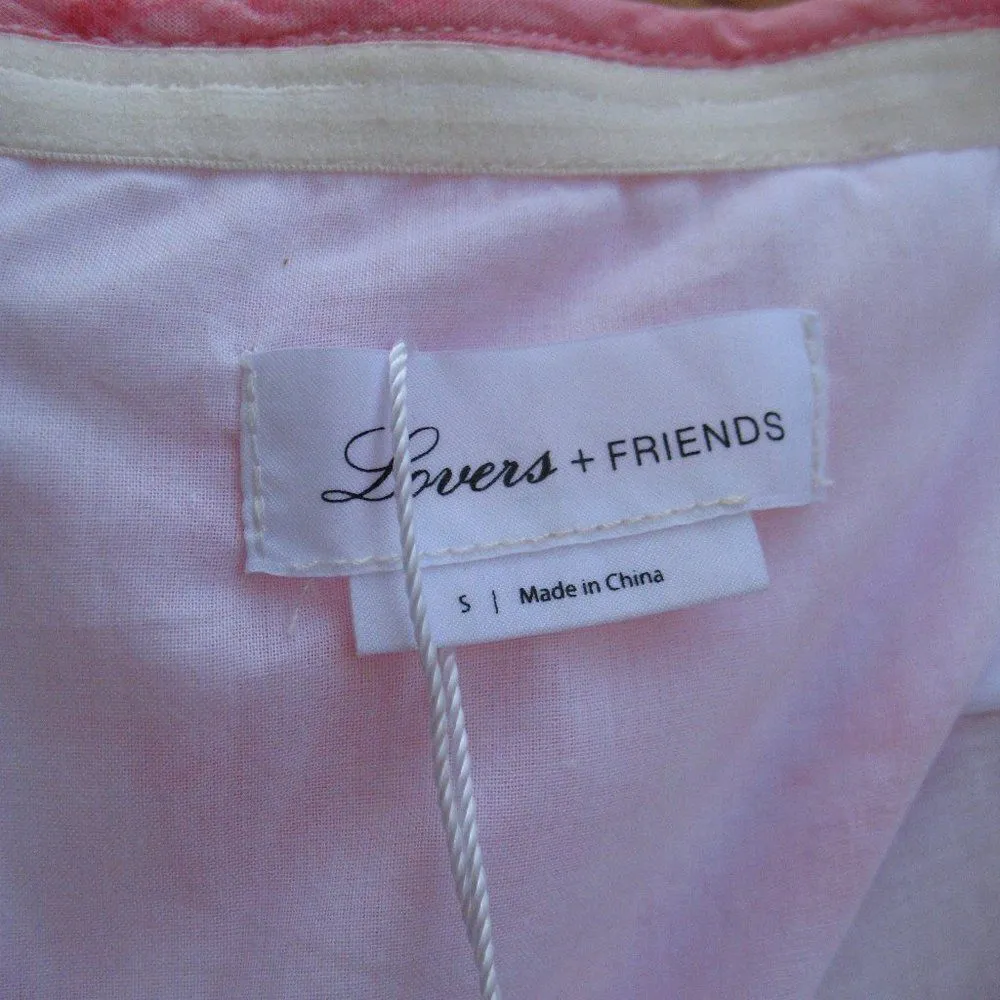 Lovers + FRIENDS
S | Made in China